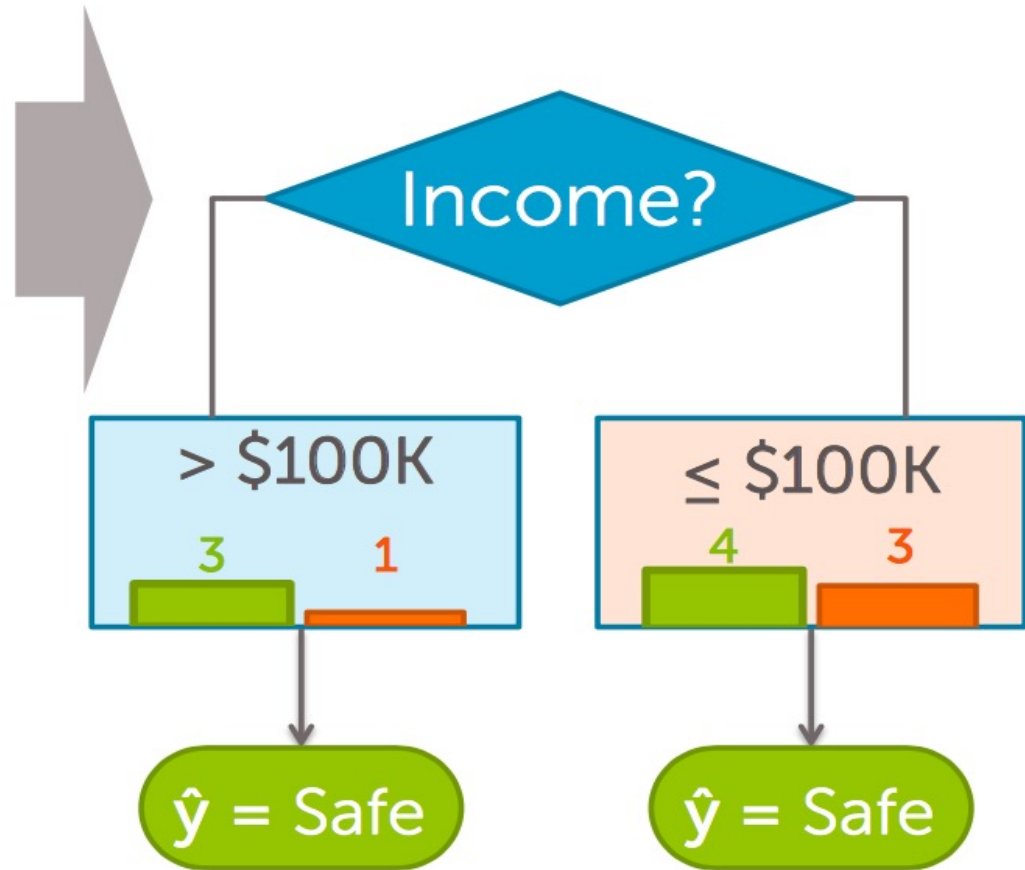 Income?
> $100K
≤ $100K
3
1
4
3
ŷ = Safe
ŷ = Safe